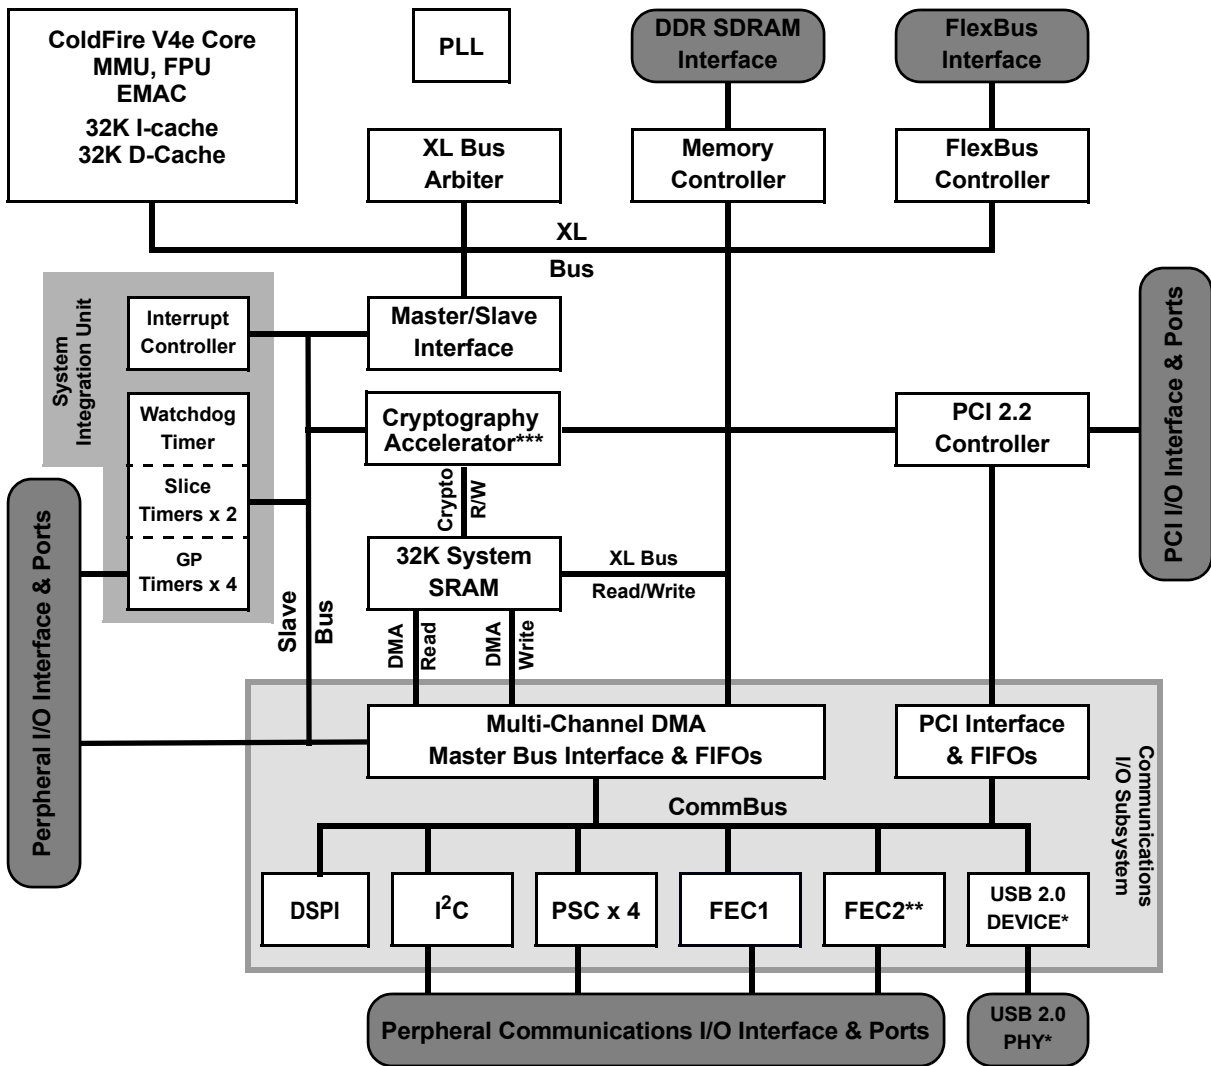 ColdFire V4e Core
MMU, FPU
EMAC
32K I-cache
32K D-Cache
PLL
DDR SDRAM
Interface
FlexBus
Interface
XL Bus
Arbiter
Memory
Controller
FlexBus
Controller
XL
Bus
System
Integration Unit
Interrupt
Controller
Master/Slave
Interface
Watchdog
Timer
Slice
Timers x 2
GP
Timers x 4
Cryptography
Accelerator***
PCI 2.2
Controller
PCI I/O Interface & Ports
Crypto
R/W
32K System
SRAM
XL Bus
Read/Write
Slave
Bus
DMA
Read
DMA
Write
Perpheral I/O Interface & Ports
Multi-Channel DMA
Master Bus Interface & FIFOs
PCI Interface
& FIFOs
Communications
I/O Subsystem
CommBus
DSPI
I²C
PSC x 4
FEC1
FEC2**
USB 2.0
DEVICE*
Perpheral Communications I/O Interface & Ports
USB 2.0
PHY*